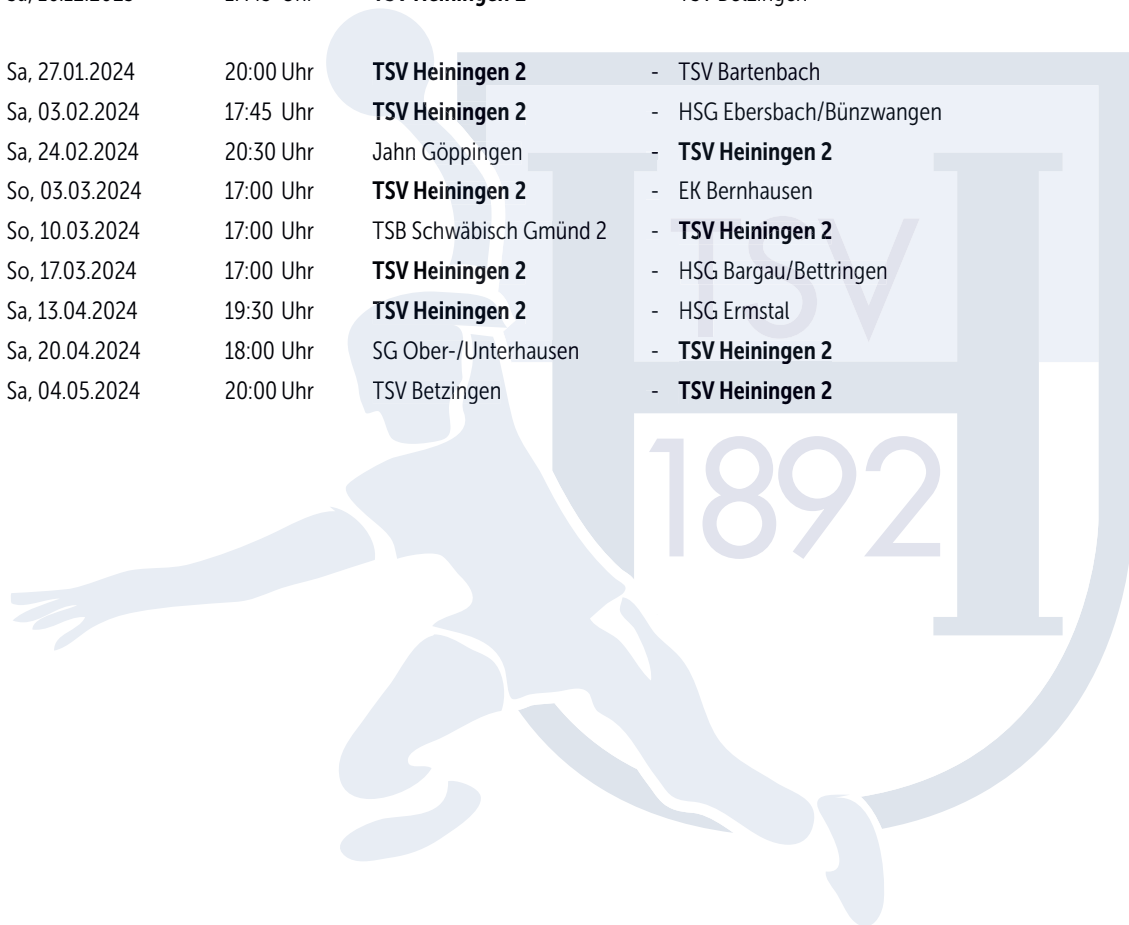 Sa, 27.01.2024 20:00 Uhr TSV Heiningen 2 - TSV Bartenbach
Sa, 03.02.2024 17:45 Uhr TSV Heiningen 2 - HSG Ebersbach/Bünzwangen
Sa, 24.02.2024 20:30 Uhr Jahn Göppingen - TSV Heiningen 2
So, 03.03.2024 17:00 Uhr TSV Heiningen 2 - EK Bernhausen
So, 10.03.2024 17:00 Uhr TSB Schwäbisch Gmünd 2 - TSV Heiningen 2
So, 17.03.2024 17:00 Uhr TSV Heiningen 2 - HSG Bargau/Bettringen
Sa, 13.04.2024 19:30 Uhr TSV Heiningen 2 - HSG Ermstal
Sa, 20.04.2024 18:00 Uhr SG Ober-/Unterhausen - TSV Heiningen 2
Sa, 04.05.2024 20:00 Uhr TSV Betzingen - TSV Heiningen 2
TSV
H
1892